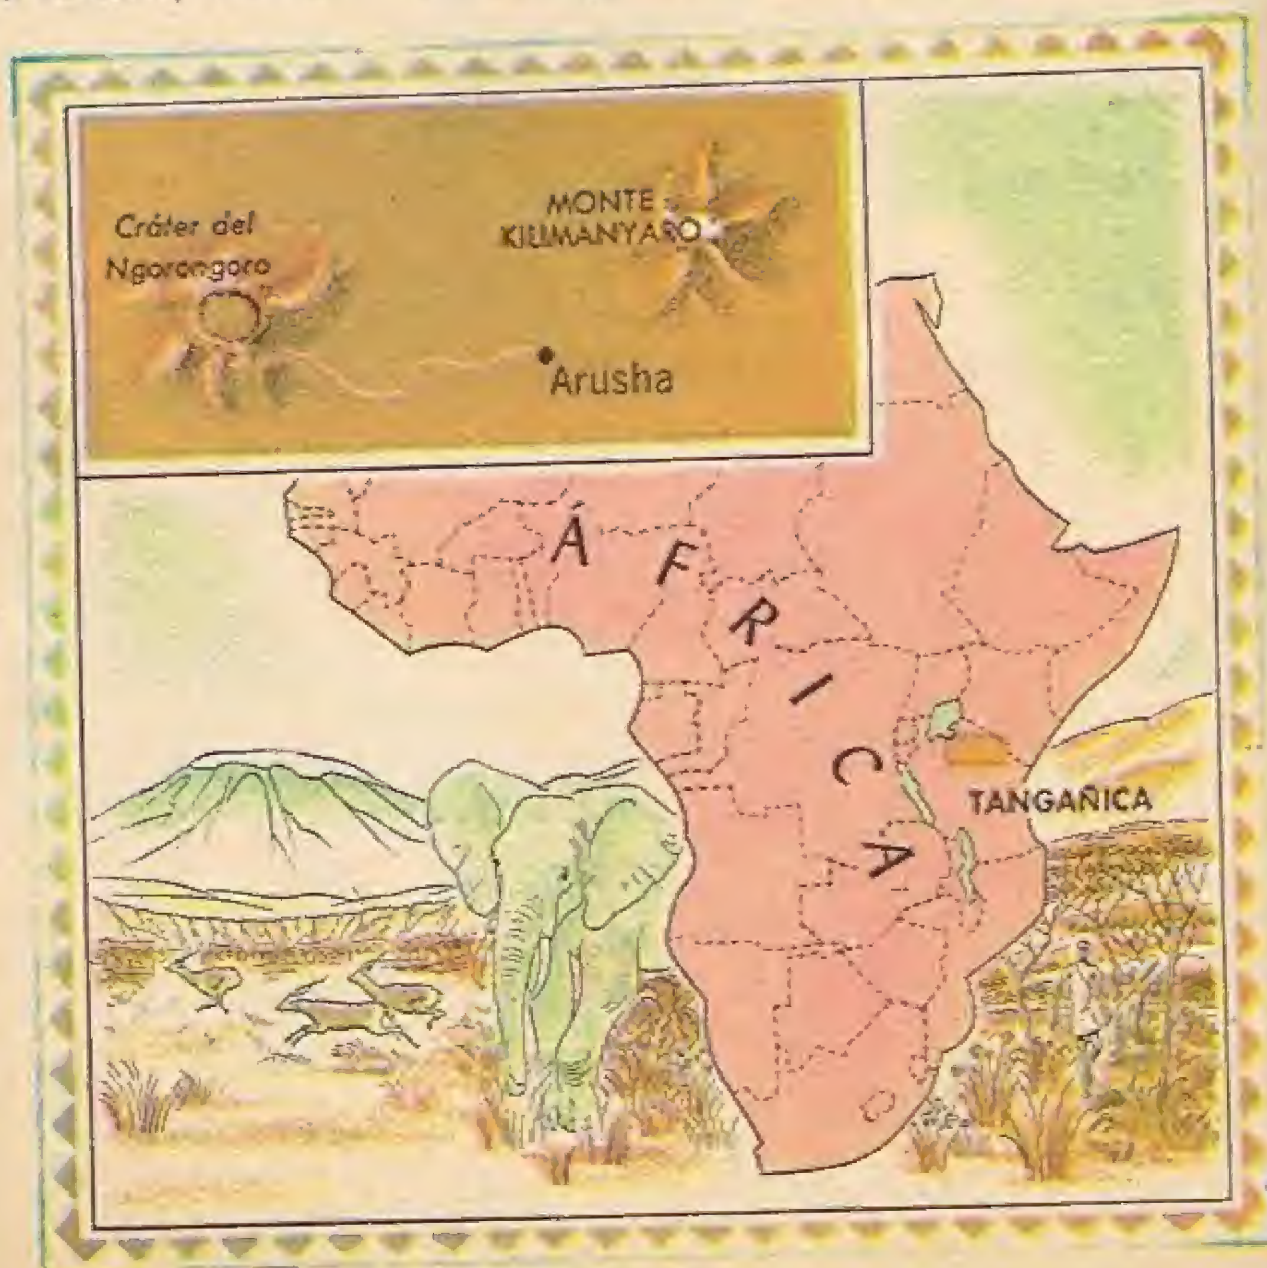 Cráter del
Ngorongoro
MONTE
KILIMANYARO
Arusha
ÁFRICA
TANGAÑICA